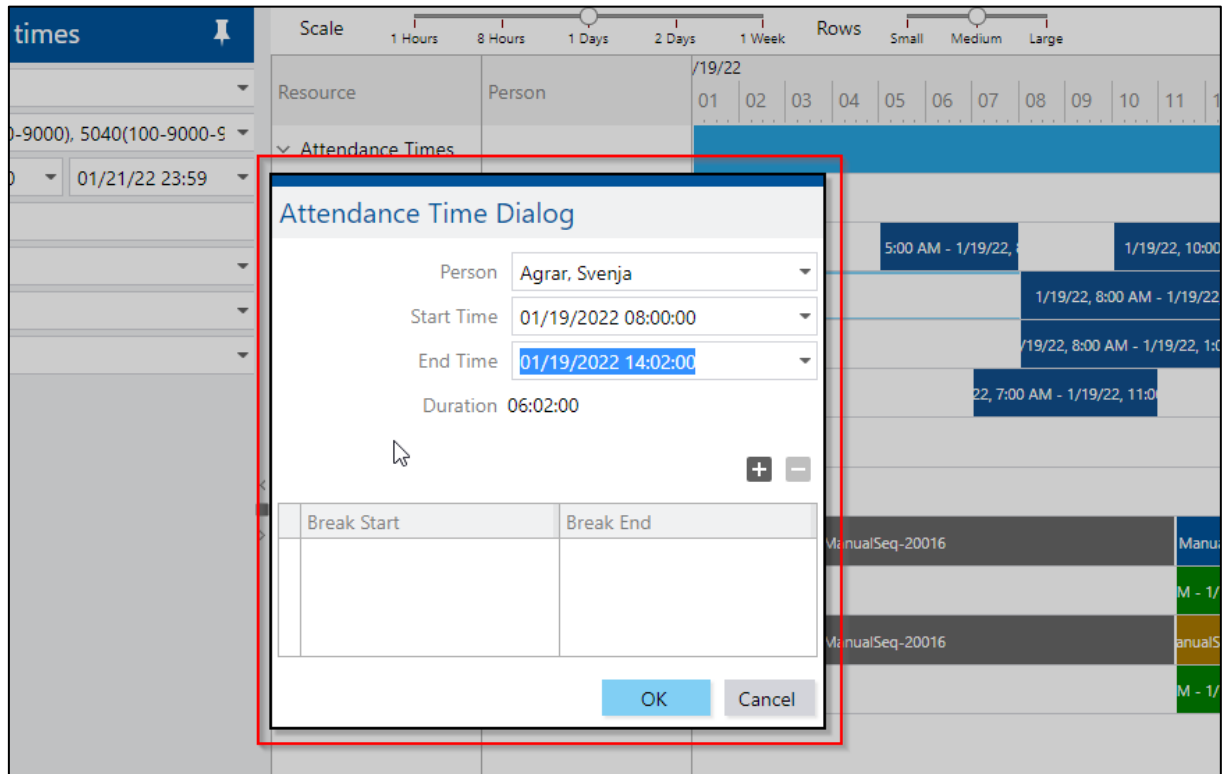 times
Scale
1 Hours 8 Hours 1 Days 2 Days 1 Week
Rows
Small Medium Large
Resource Person
/19/22
01 02 03 04 05 06 07 08 09 10 11 1
-9000), 5040(100-9000-9
Attendance Times
01/21/22 23:59
Attendance Time Dialog
Person Agrar, Svenja
Start Time 01/19/2022 08:00:00
End Time 01/19/2022 14:02:00
Duration 06:02:00
Break Start Break End
OK Cancel
5:00 AM - 1/19/22,
1/19/22, 10:00
1/19/22, 8:00 AM - 1/19/22
/19/22, 8:00 AM - 1/19/22, 1:0
22, 7:00 AM - 1/19/22, 11:0
ManualSeq-20016
Manua
M - 1/
ManualSeq-20016
anualS
M - 1/